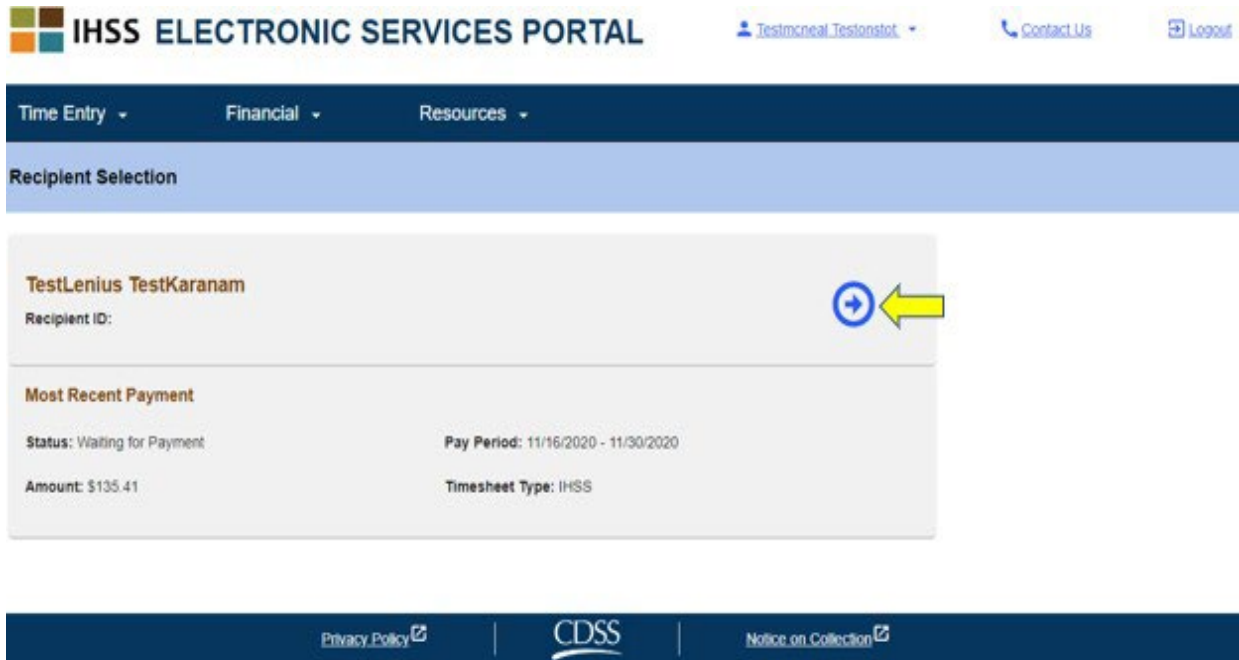 IHSS ELECTRONIC SERVICES PORTAL Testmcneal Testonstot Contact Us Logout
Time Entry Financial Resources
Recipient Selection
TestLenius TestKaranam
Recipient ID:
Most Recent Payment
Status: Waiting for Payment Pay Period: 11/16/2020 - 11/30/2020
Amount: $135.41 Timesheet Type: IHSS
Privacy Policy CDSS Notice on Collection